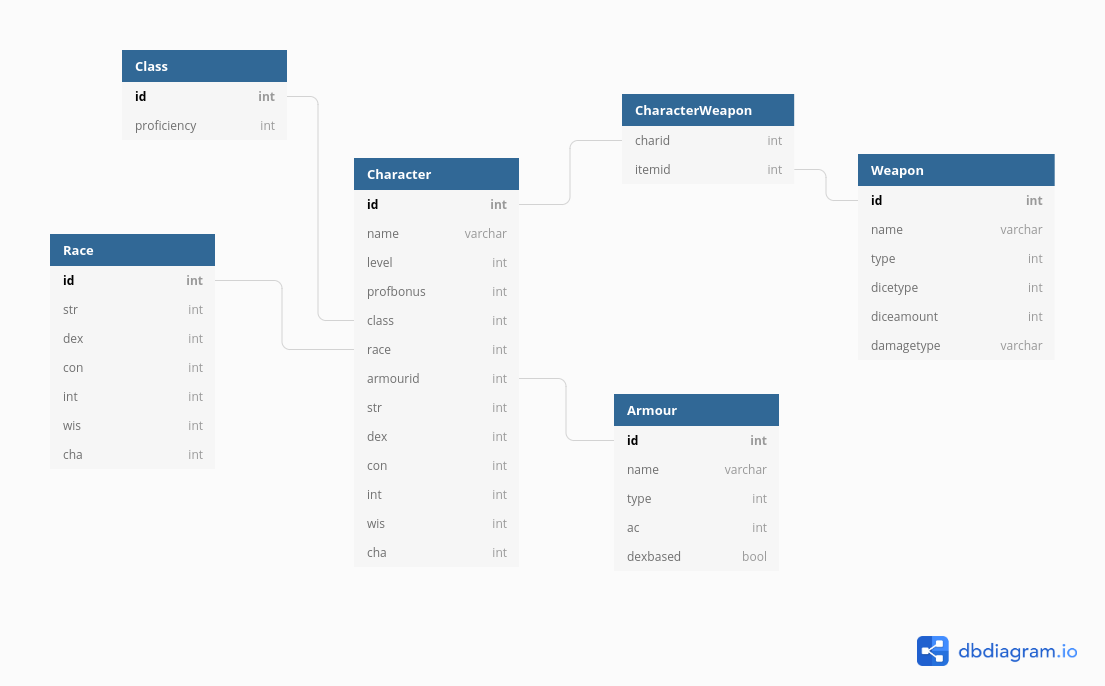 Class
id int
proficiency int
Race
id int
str int
dex int
con int
int int
wis int
cha int
Character
id int
name varchar
level int
profbonus int
class int
race int
armourid int
str int
dex int
con int
int int
wis int
cha int
CharacterWeapon
charid int
itemid int
Weapon
id int
name varchar
type int
dicetype int
diceamount int
damagetype varchar
Armour
id int
name varchar
type int
ac int
dexbased bool
dbdiagram.io